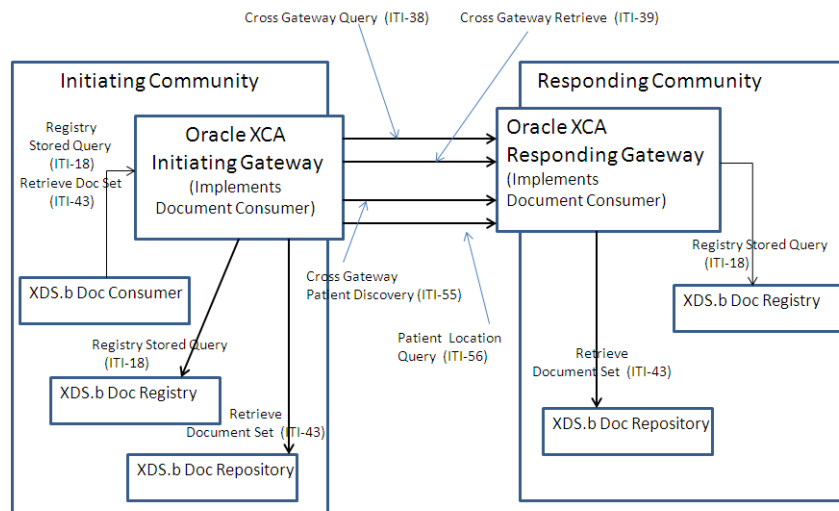 Cross Gateway Query (ITI-38)
Cross Gateway Retrieve (ITI-39)
Initiating Community
Responding Community
Registry
Stored Query
(ITI-18)
Retrieve Doc Set
(ITI-43)
Oracle XCA
Initiating Gateway
(Implements
Document Consumer)
Oracle XCA
Responding Gateway
(Implements
Document Consumer)
XDS.b Doc Consumer
Cross Gateway
Patient Discovery (ITI-55)
Registry Stored Query
(ITI-18)
XDS.b Doc Registry
Patient Location
Query (ITI-56)
Registry Stored Query
(ITI-18)
XDS.b Doc Registry
Retrieve
Document Set (ITI-43)
XDS.b Doc Repository
Retrieve
Document Set (ITI-43)
XDS.b Doc Repository